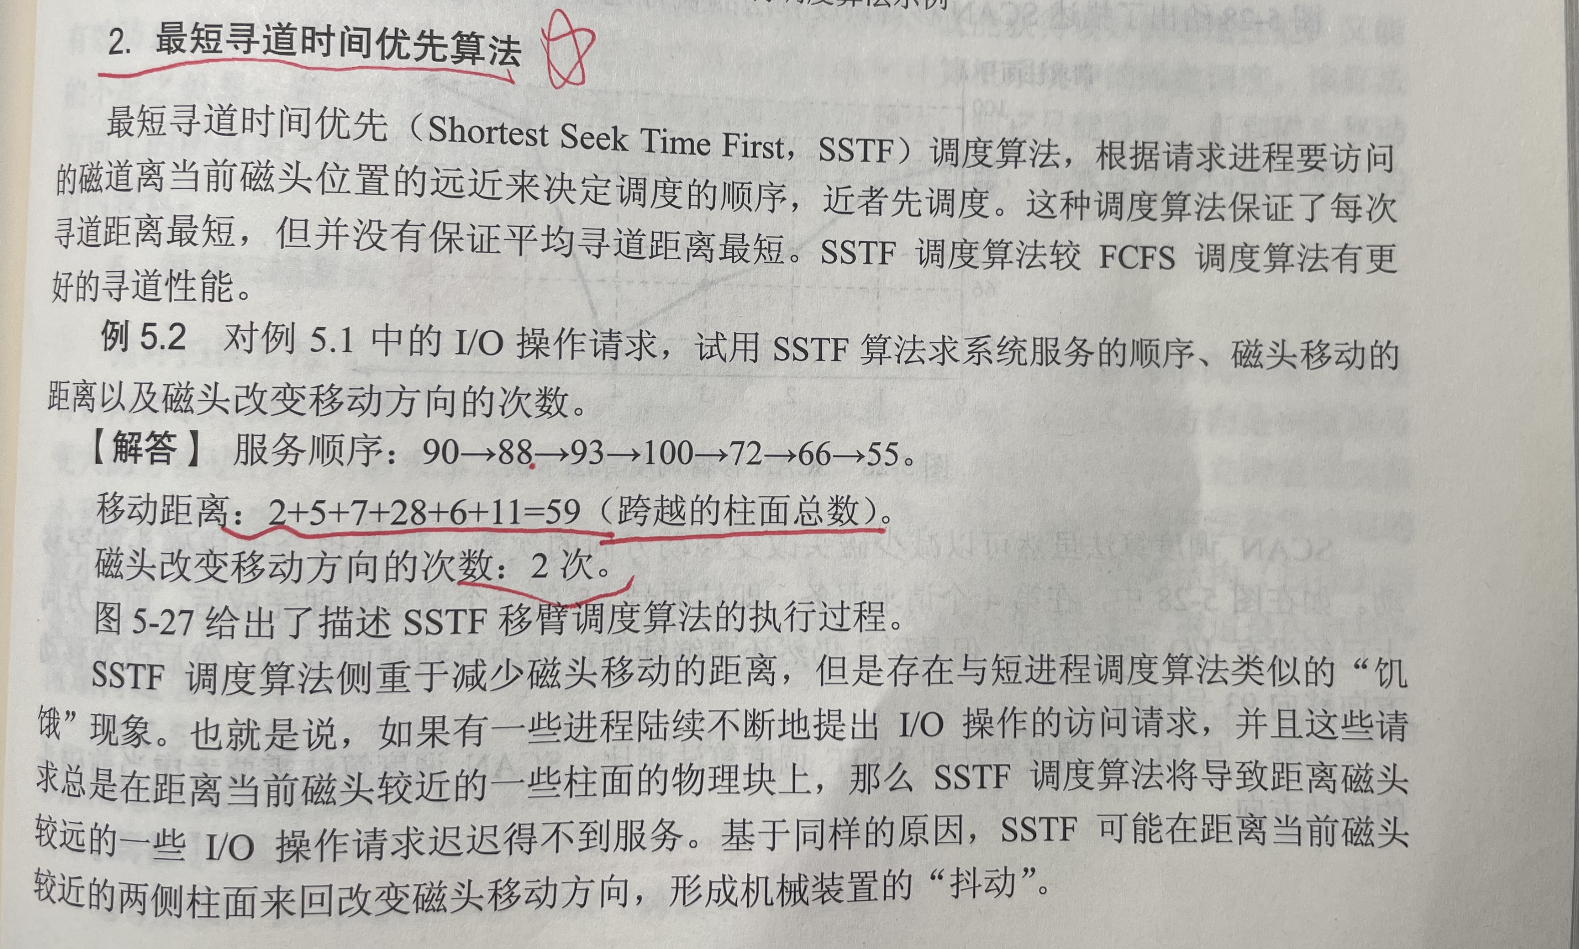 2. 最短寻道时间优先算法
最短寻道时间优先（Shortest Seek Time First，SSTF）调度算法，根据请求进程要访问
的磁道离当前磁头位置的远近来决定调度的顺序，近者先调度。这种调度算法保证了每次
寻道距离最短，但并没有保证平均寻道距离最短。SSTF 调度算法较 FCFS 调度算法有更
好的寻道性能。
例 5.2 对例 5.1 中的 I/O 操作请求，试用 SSTF 算法求系统服务的顺序、磁头移动的
距离以及磁头改变移动方向的次数。
【解答】 服务顺序：90→88→93→100→72→66→55。
移动距离：2+5+7+28+6+11=59（跨越的柱面总数）。
磁头改变移动方向的次数：2 次。
图 5-27 给出了描述 SSTF 移臂调度算法的执行过程。
SSTF 调度算法侧重于减少磁头移动的距离，但是存在与短进程调度算法类似的“饥
饿”现象。也就是说，如果有一些进程陆续不断地提出 I/O 操作的访问请求，并且这些请
求总是在距离当前磁头较近的一些柱面的物理块上，那么 SSTF 调度算法将导致距离磁头
较远的一些 I/O 操作请求迟迟得不到服务。基于同样的原因，SSTF 可能在距离当前磁头
较近的两侧柱面来回改变磁头移动方向，形成机械装置的“抖动”。